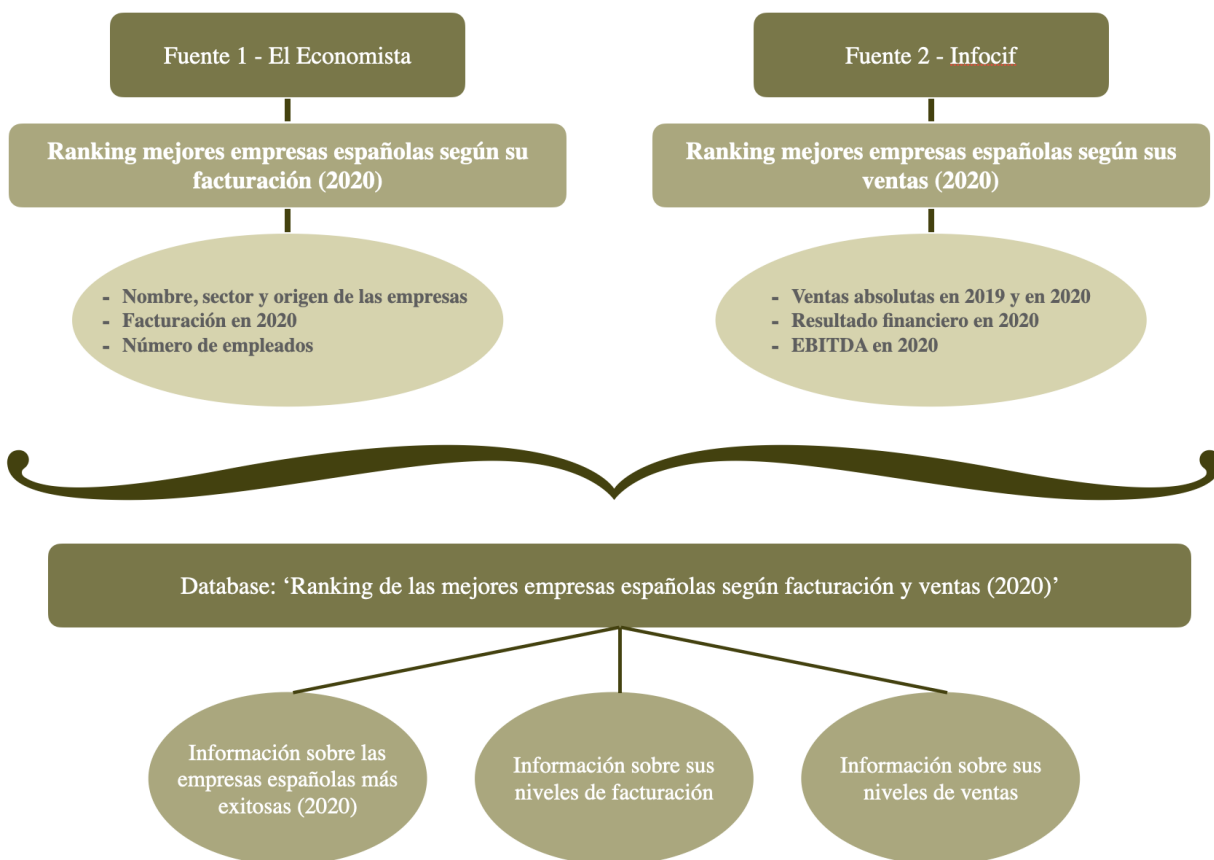 Fuente 1 - El Economista
Ranking mejores empresas españolas según su
facturación (2020)
- Nombre, sector y origen de las empresas
- Facturación en 2020
- Número de empleados
Fuente 2 - Infocif
Ranking mejores empresas españolas según sus
ventas (2020)
- Ventas absolutas en 2019 y en 2020
- Resultado financiero en 2020
- EBITDA en 2020
Database: ‘Ranking de las mejores empresas españolas según facturación y ventas (2020)’
Información sobre las
empresas españolas más
exitosas (2020)
Información sobre sus
niveles de facturación
Información sobre sus
niveles de ventas